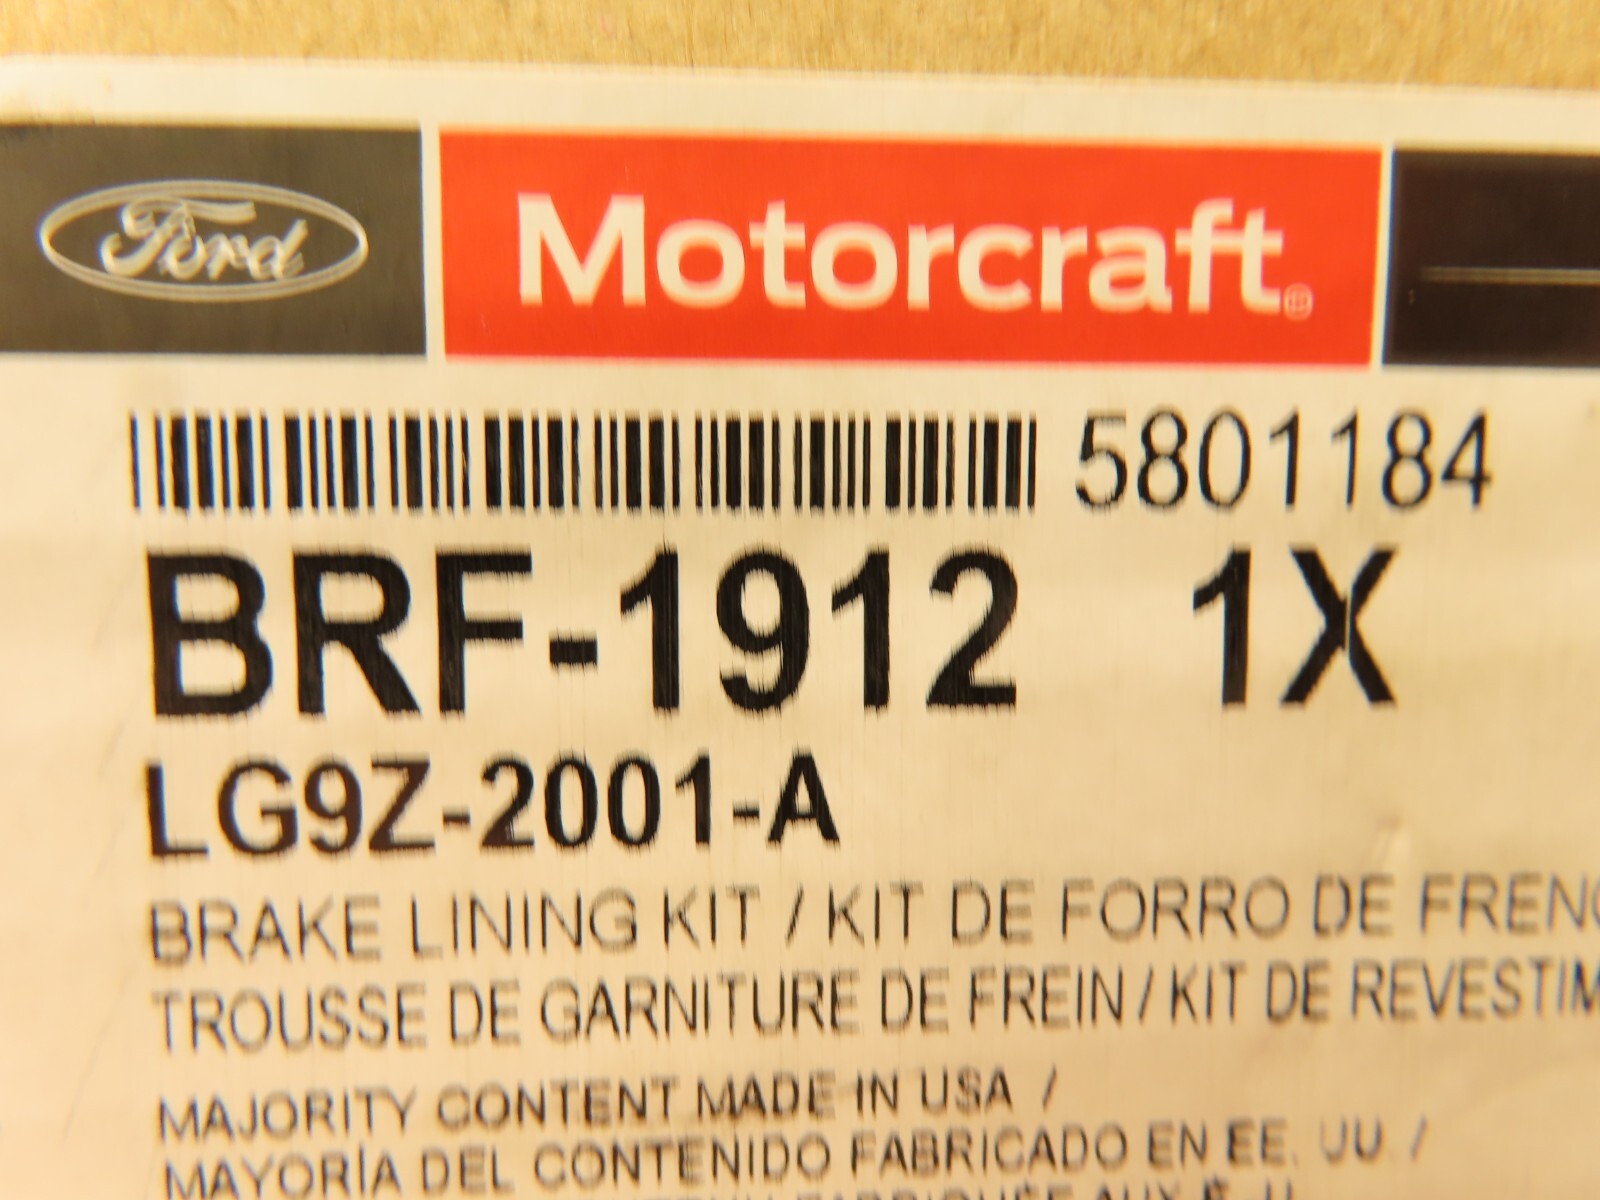 Ford Motorcraft®
5801184
BRF-1912 1X
LG9Z-2001-A
BRAKE LINING KIT / KIT DE FORRO DE
TROUSSE DE GARNITURE DE FREIN / KIT DE
MAJORITY CONTENT MADE IN USA /
MAYORÍA DEL CONTENIDO FABRICADO EN EE. UU. /